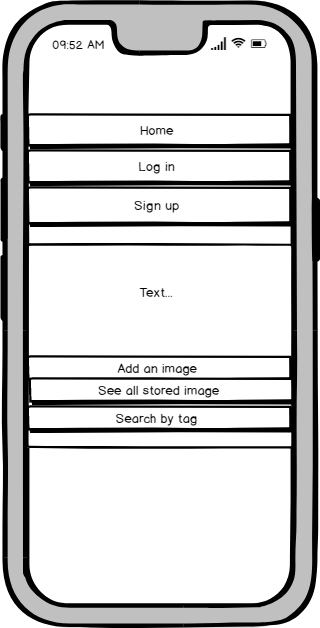 09:52 AM
Home
Log in
Sign up
Text...
Add an image
See all stored image
Search by tag